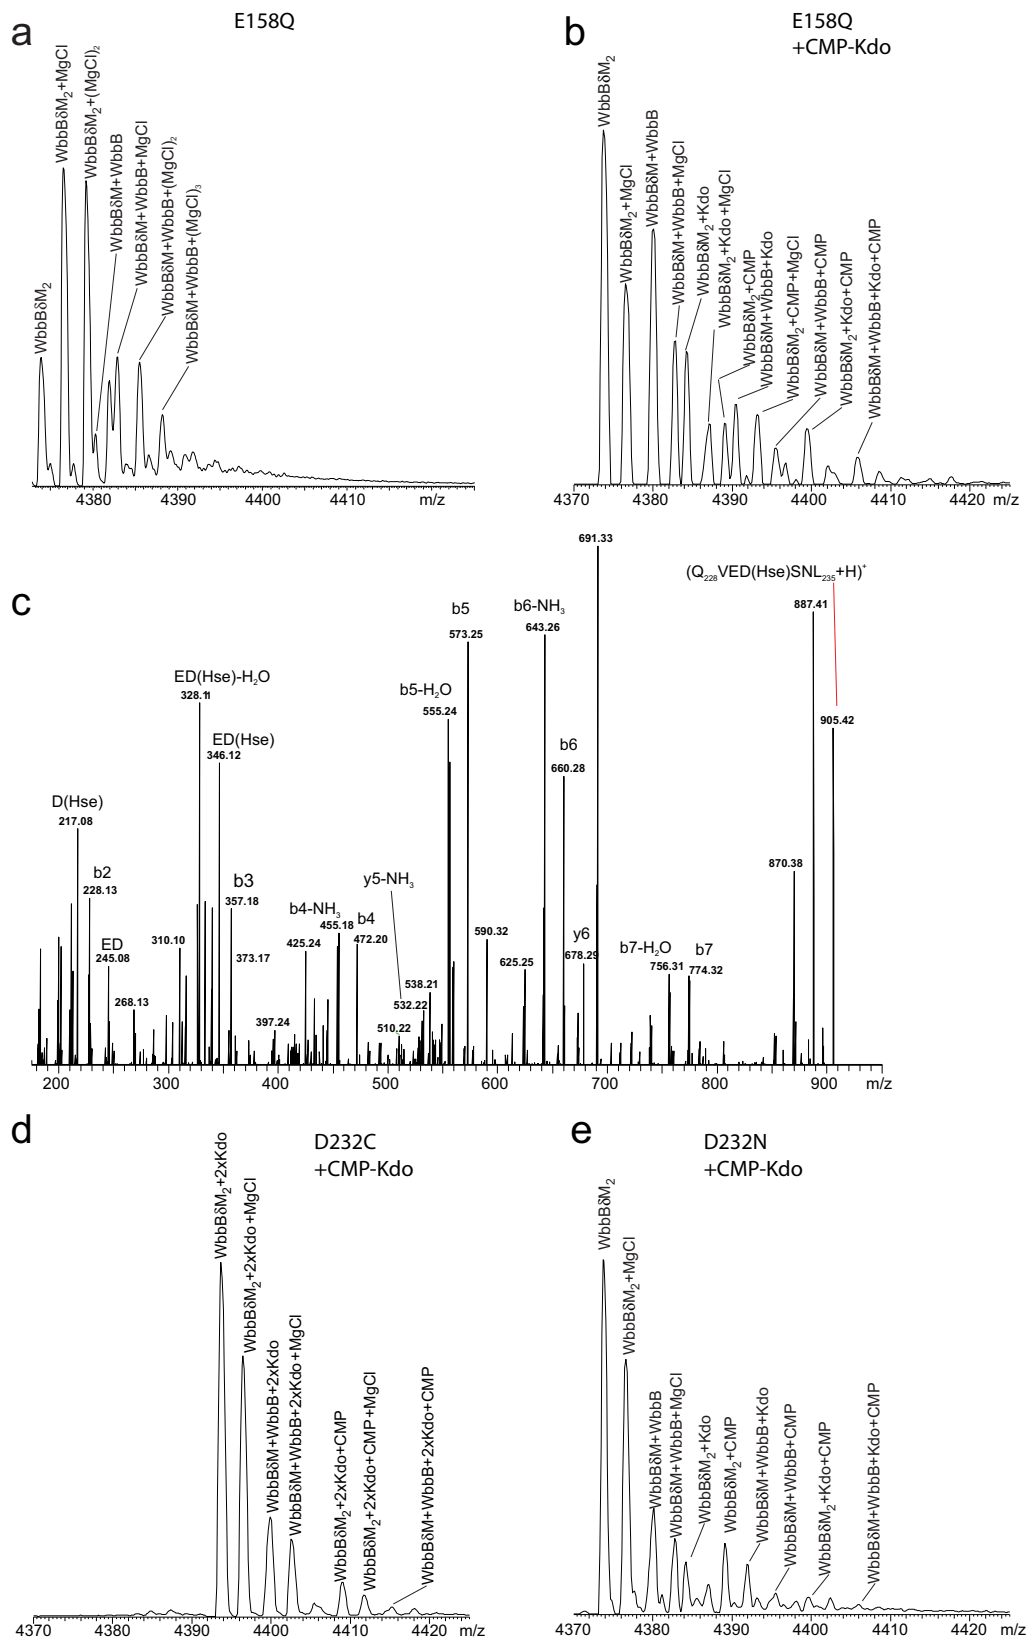 a
E158Q
WbbBδM₂
WbbBδM₂+MgCl
WbbBδM₂+(MgCl)₂
WbbBδM+WbbB
WbbBδM+WbbB+MgCl
WbbBδM+WbbB+(MgCl)₂
WbbBδM+WbbB+(MgCl)₃
4380
4390
4400
4410
m/z
b
E158Q
+CMP-Kdo
WbbBδM₂
WbbBδM₂+MgCl
WbbBδM+WbbB
WbbBδM+WbbB+MgCl
WbbBδM₂+Kdo
WbbBδM₂+Kdo+MgCl
WbbBδM₂+CMP
WbbBδM+WbbB+Kdo
WbbBδM₂+CMP+MgCl
WbbBδM+WbbB+CMP
WbbBδM₂+Kdo+CMP
WbbBδM+WbbB+Kdo+CMP
4370
4380
4390
4400
4410
4420
m/z
c
D(Hse)
217.08
b2
228.13
ED
245.08
268.13
310.10
ED(Hse)-H₂O
328.11
ED(Hse)
346.12
b3
357.18
373.17
397.24
425.24
b4-NH₃
455.18
b4
472.20
y5-NH₃
510.22
532.22
538.21
b5-H₂O
555.24
b5
573.25
590.32
625.25
b6-NH₃
643.26
b6
660.28
y6
678.29
691.33
b7-H₂O
756.31
b7
774.32
870.38
887.41
(Q₂₂₈VED(Hse)SNL₂₃₅+H)⁺
905.42
200
300
400
500
600
700
800
900
m/z
d
D232C
+CMP-Kdo
WbbBδM₂+2xKdo
WbbBδM₂+2xKdo+MgCl
WbbBδM+WbbB+2xKdo
WbbBδM+WbbB+2xKdo+MgCl
WbbBδM₂+2xKdo+CMP
WbbBδM₂+2xKdo+CMP+MgCl
WbbBδM+WbbB+2xKdo+CMP
4370
4380
4390
4400
4410
4420
m/z
e
D232N
+CMP-Kdo
WbbBδM₂
WbbBδM₂+MgCl
WbbBδM+WbbB
WbbBδM+WbbB+MgCl
WbbBδM₂+Kdo
WbbBδM₂+CMP
WbbBδM+WbbB+Kdo
WbbBδM+WbbB+CMP
WbbBδM₂+Kdo+CMP
WbbBδM+WbbB+Kdo+CMP
4370
4380
4390
4400
4410
4420
m/z